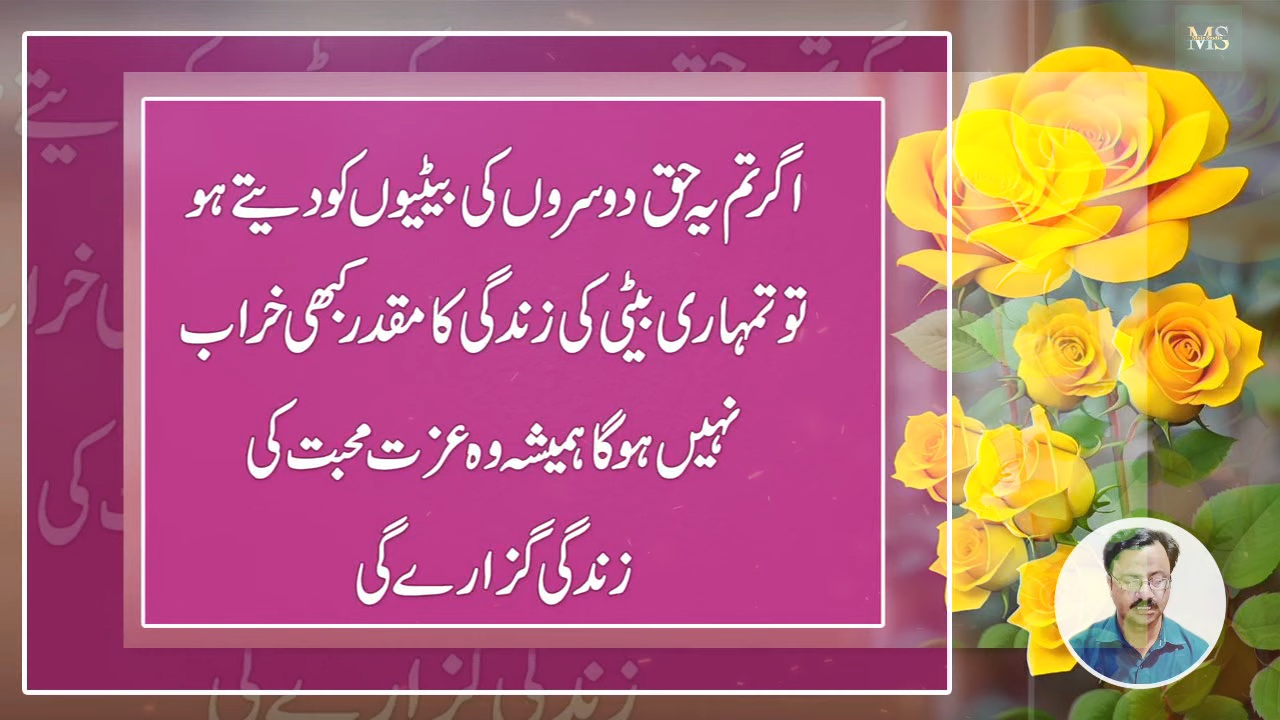 اگر تم یہ حق دوسروں کی بیٹیوں کو دیتے ہو
تو تمہاری بیٹی کی زندگی کا مقدر کبھی خراب
نہیں ہوگا ہمیشہ وہ عزت محبت کی
زندگی گزارے گی
MS